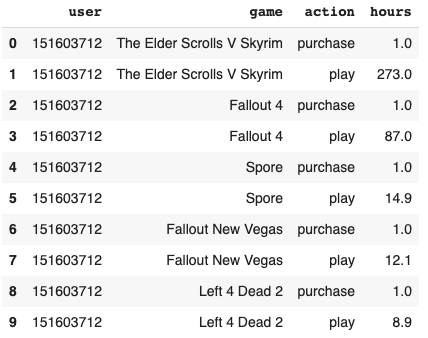 user game action hours
0 151603712 The Elder Scrolls V Skyrim purchase 1.0
1 151603712 The Elder Scrolls V Skyrim play 273.0
2 151603712 Fallout 4 purchase 1.0
3 151603712 Fallout 4 play 87.0
4 151603712 Spore purchase 1.0
5 151603712 Spore play 14.9
6 151603712 Fallout New Vegas purchase 1.0
7 151603712 Fallout New Vegas play 12.1
8 151603712 Left 4 Dead 2 purchase 1.0
9 151603712 Left 4 Dead 2 play 8.9